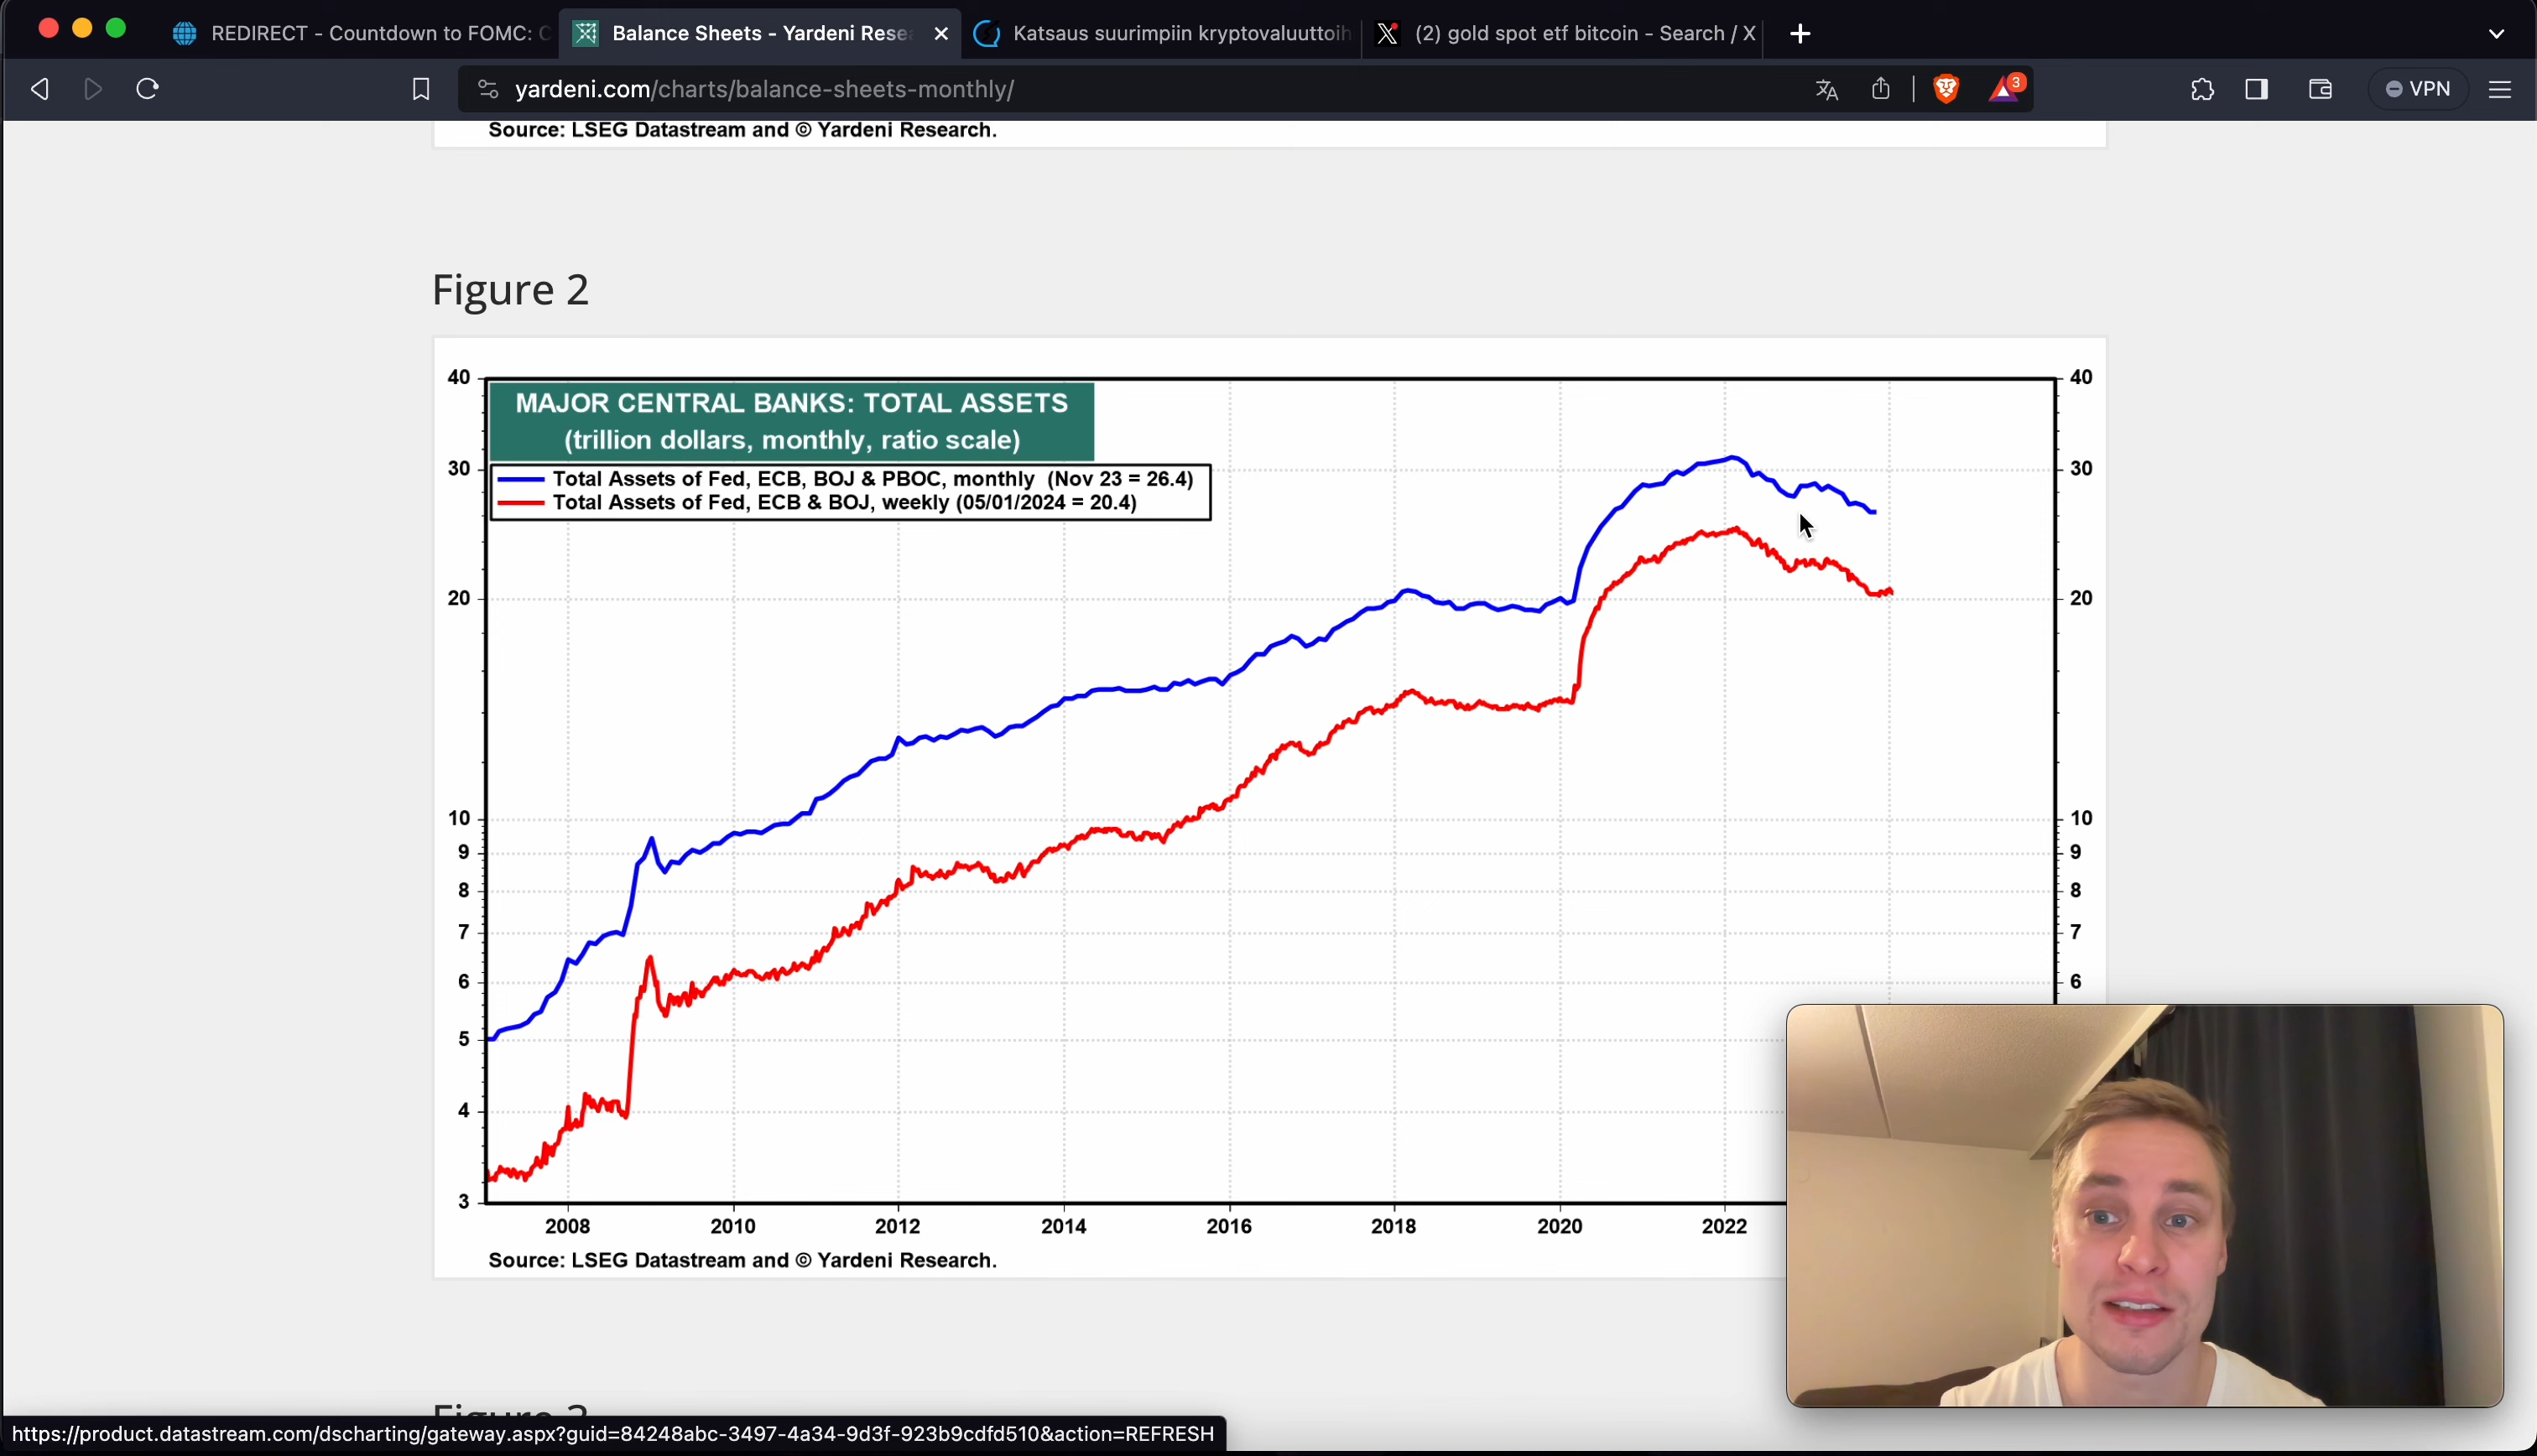 REDIRECT - Countdown to FOMC: C
Balance Sheets - Yardeni Rese
Katsaus suurimpiin kryptovaluuttoih
(2) gold spot etf bitcoin - Search / X
yardeni.com/charts/balance-sheets-monthly/
3
VPN
Source: LSEG Datastream and © Yardeni Research.
Figure 2
MAJOR CENTRAL BANKS: TOTAL ASSETS
(trillion dollars, monthly, ratio scale)
Total Assets of Fed, ECB, BOJ & PBOC, monthly (Nov 23 = 26.4)
Total Assets of Fed, ECB & BOJ, weekly (05/01/2024 = 20.4)
40 40
30 30
20 20
10 10
9 9
8 8
7 7
6 6
5
4
3
2008 2010 2012 2014 2016 2018 2020 2022
Source: LSEG Datastream and © Yardeni Research.
Figure 3
https://product.datastream.com/dscharting/gateway.aspx?guid=84248abc-3497-4a34-9d3f-923b9cdfd510&action=REFRESH